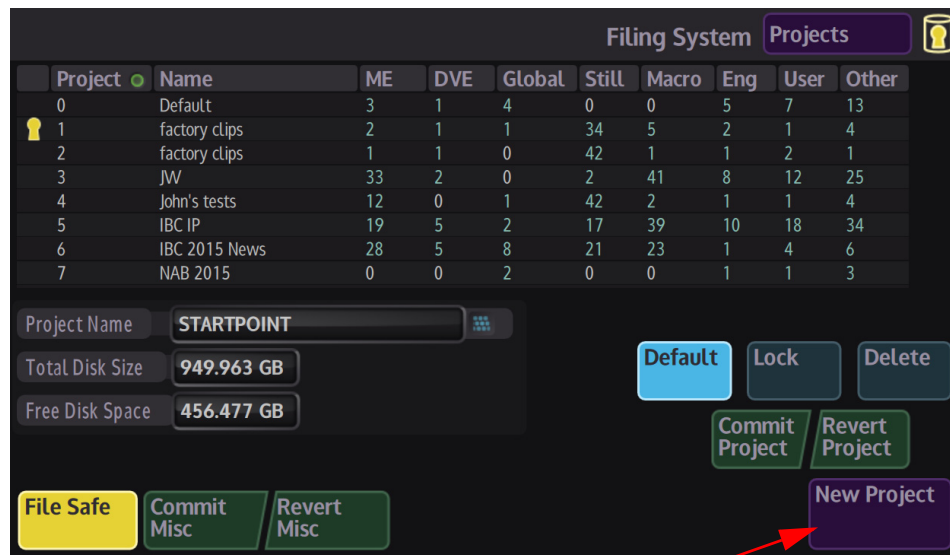 Filing System Projects
Project Name ME DVE Global Still Macro Eng User Other
0 Default 3 1 4 0 0 5 7 13
1 factory clips 2 1 1 34 5 2 1 4
2 factory clips 1 1 0 42 1 1 2 1
3 JW 33 2 0 2 41 8 12 25
4 John's tests 12 0 1 42 2 1 1 4
5 IBC IP 19 5 2 17 39 10 18 34
6 IBC 2015 News 28 5 8 21 23 1 4 6
7 NAB 2015 0 0 2 0 0 1 1 3
Project Name STARTPOINT
Total Disk Size 949.963 GB
Free Disk Space 456.477 GB
Default Lock Delete
Commit Revert
Project Project
File Safe Commit Revert New Project
Misc Misc